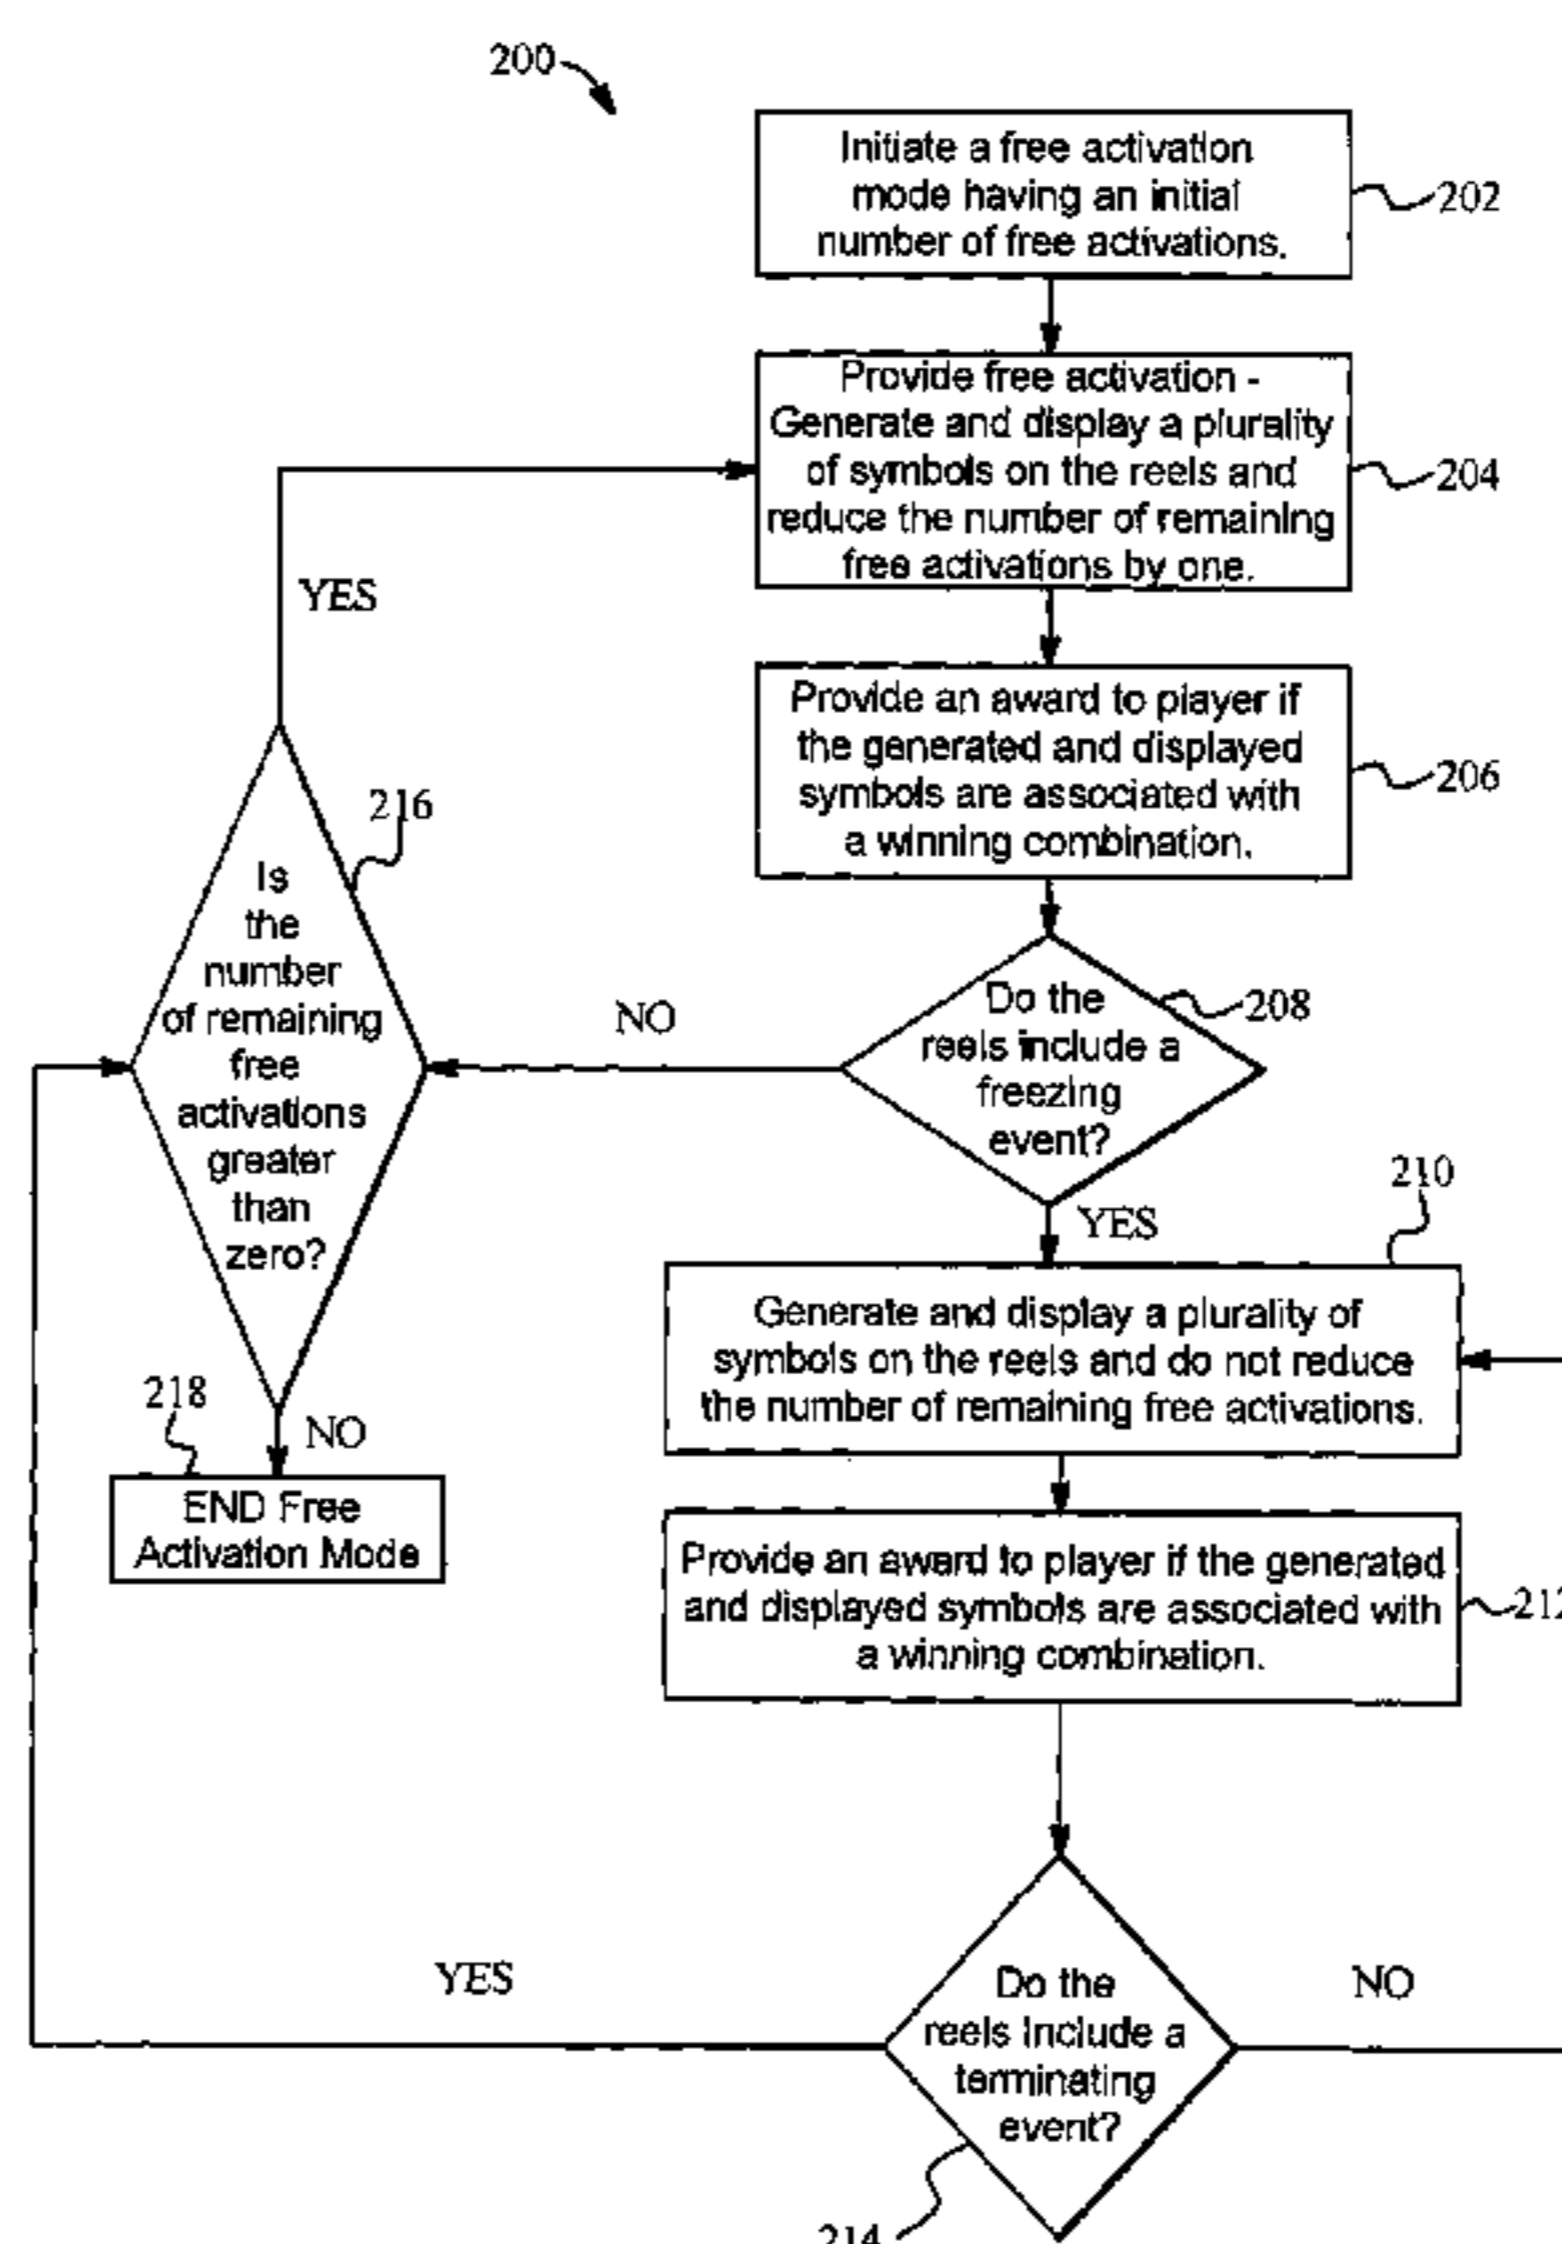 200
Initiate a free activation
mode having an initial
number of free activations.
202
Provide free activation -
Generate and display a plurality
of symbols on the reels and
reduce the number of remaining
free activations by one.
204
YES
Provide an award to player if
the generated and displayed
symbols are associated with
a winning combination.
206
216
Is
the
number
of remaining
free
activations
greater
than
zero?
NO
Do the
reels include a
freezing
event?
208
YES
210
Generate and display a plurality of
symbols on the reels and do not reduce
the number of remaining free activations.
218
NO
END Free
Activation Mode
Provide an award to player if the generated
and displayed symbols are associated with
a winning combination.
212
YES
Do the
reels include a
terminating
event?
NO
214